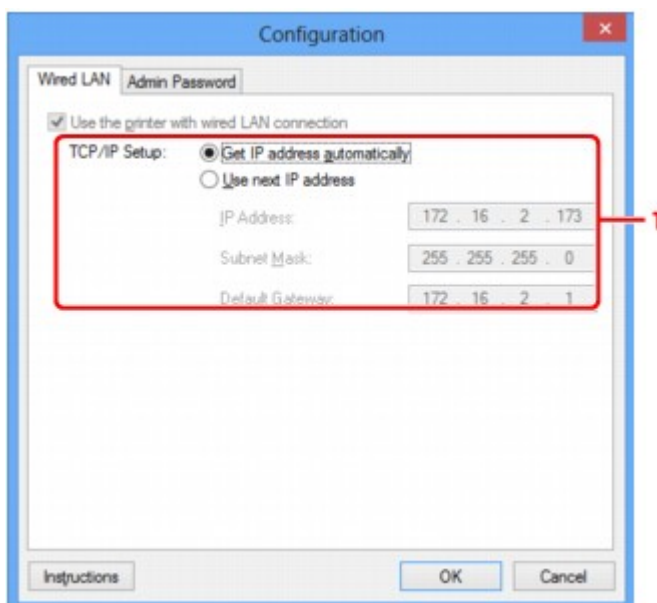 Configuration
Wired LAN Admin Password
Use the printer with wired LAN connection
TCP/IP Setup: Get IP address automatically
Use next IP address
IP Address: 172 . 16 . 2 . 173
1
Subnet Mask: 255 . 255 . 255 . 0
Default Gateway: 172 . 16 . 2 . 1
Instructions OK Cancel